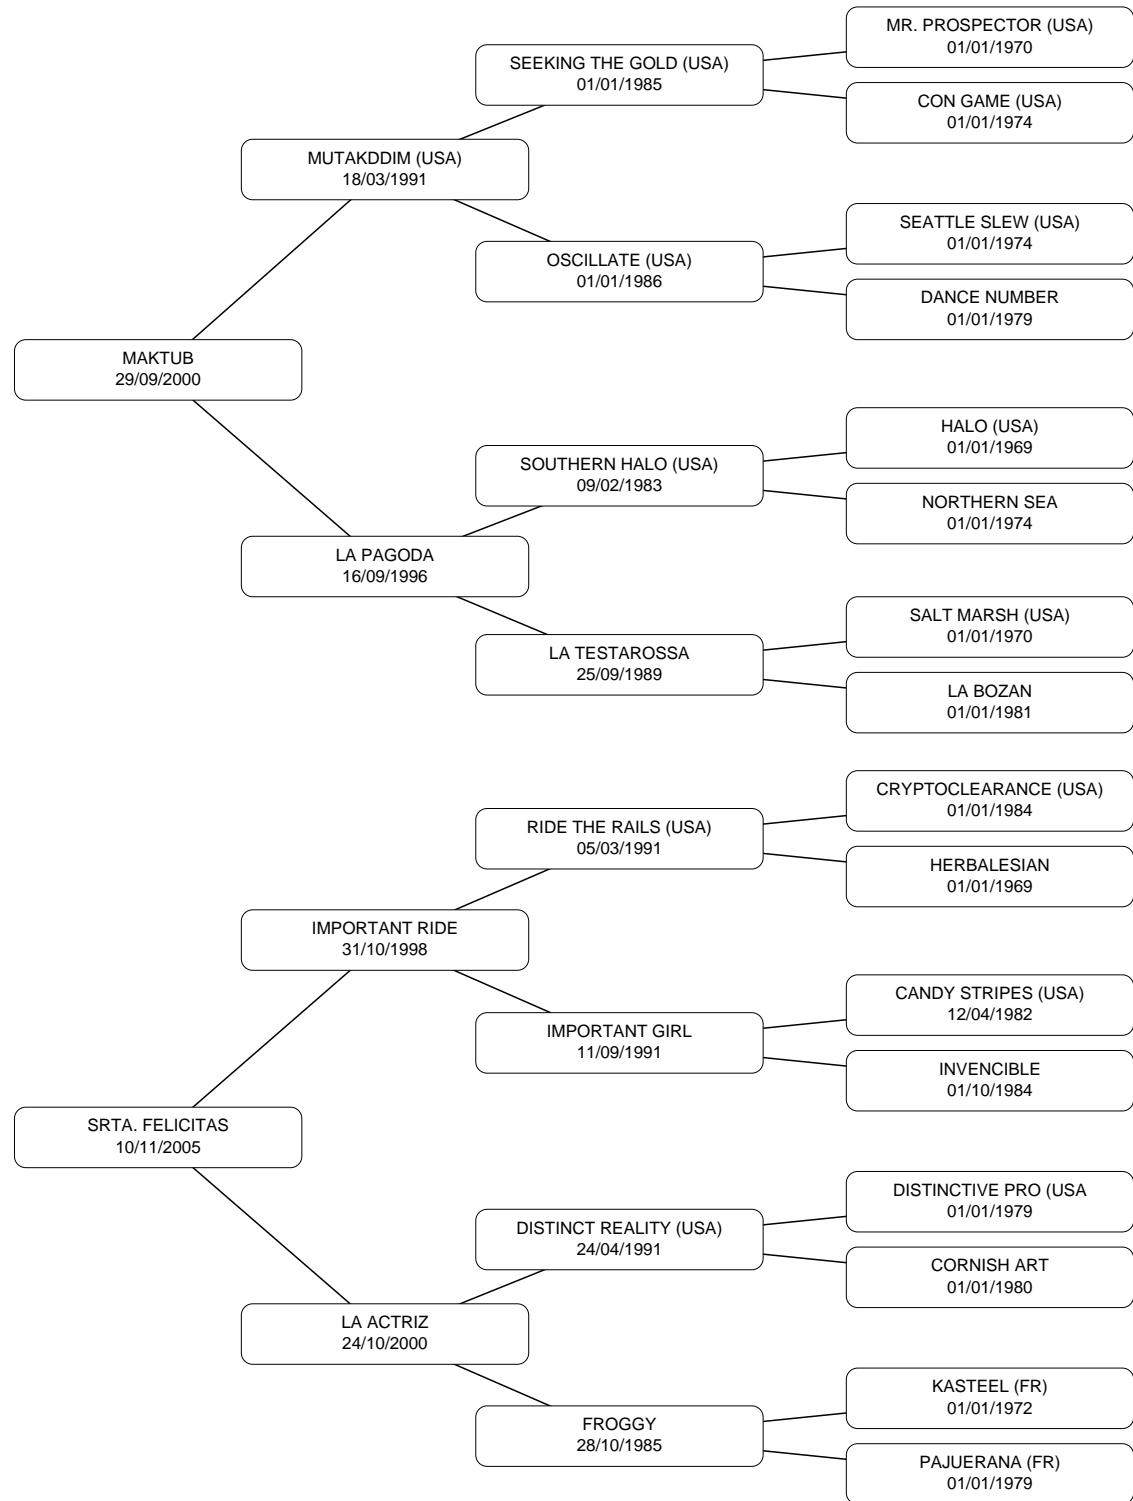 MR. PROSPECTOR (USA)
01/01/1970
SEEKING THE GOLD (USA)
01/01/1985
CON GAME (USA)
01/01/1974
MUTAKDDIM (USA)
18/03/1991
SEATTLE SLEW (USA)
01/01/1974
OSCILLATE (USA)
01/01/1986
DANCE NUMBER
01/01/1979
MAKTUB
29/09/2000
HALO (USA)
01/01/1969
SOUTHERN HALO (USA)
09/02/1983
NORTHERN SEA
01/01/1974
LA PAGODA
16/09/1996
SALT MARSH (USA)
01/01/1970
LA TESTAROSSA
25/09/1989
LA BOZAN
01/01/1981
CRYPTOCLEARANCE (USA)
01/01/1984
RIDE THE RAILS (USA)
05/03/1991
HERBALESIAN
01/01/1969
IMPORTANT RIDE
31/10/1998
CANDY STRIPES (USA)
12/04/1982
IMPORTANT GIRL
11/09/1991
INVENCIBLE
01/10/1984
SRTA. FELICITAS
10/11/2005
DISTINCTIVE PRO (USA
01/01/1979
DISTINCT REALITY (USA)
24/04/1991
CORNISH ART
01/01/1980
LA ACTRIZ
24/10/2000
KASTEEL (FR)
01/01/1972
FROGGY
28/10/1985
PAJUERANA (FR)
01/01/1979